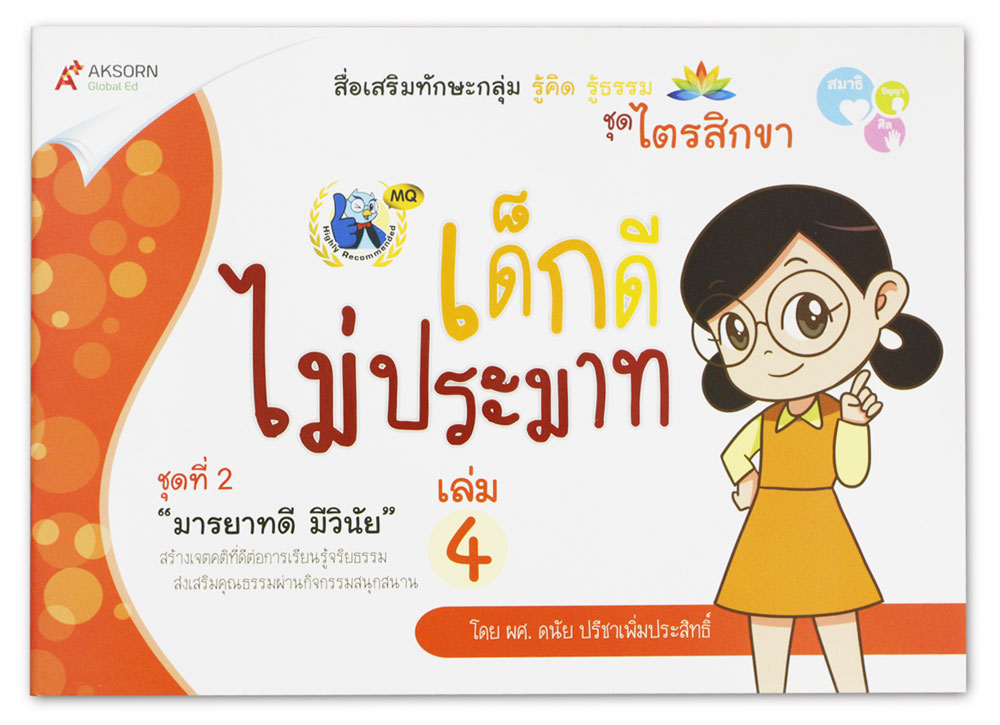 AKSORN
Global Ed
สื่อเสริมทักษะกลุ่ม รู้คิด รู้ธรรม
ชุด ไตรสิกขา
สมาธิ
ปัญญา
ศีล
MQ
Highly Recommended
เด็กดี
ไม่ประมาท
ชุดที่ 2
“มารยาทดี มีวินัย”
สร้างเจตคติที่ดีต่อการเรียนรู้จริยธรรม
ส่งเสริมคุณธรรมผ่านกิจกรรมสนุกสนาน
เล่ม
4
โดย ผศ. ดนัย ปรีชาเพิ่มประสิทธิ์